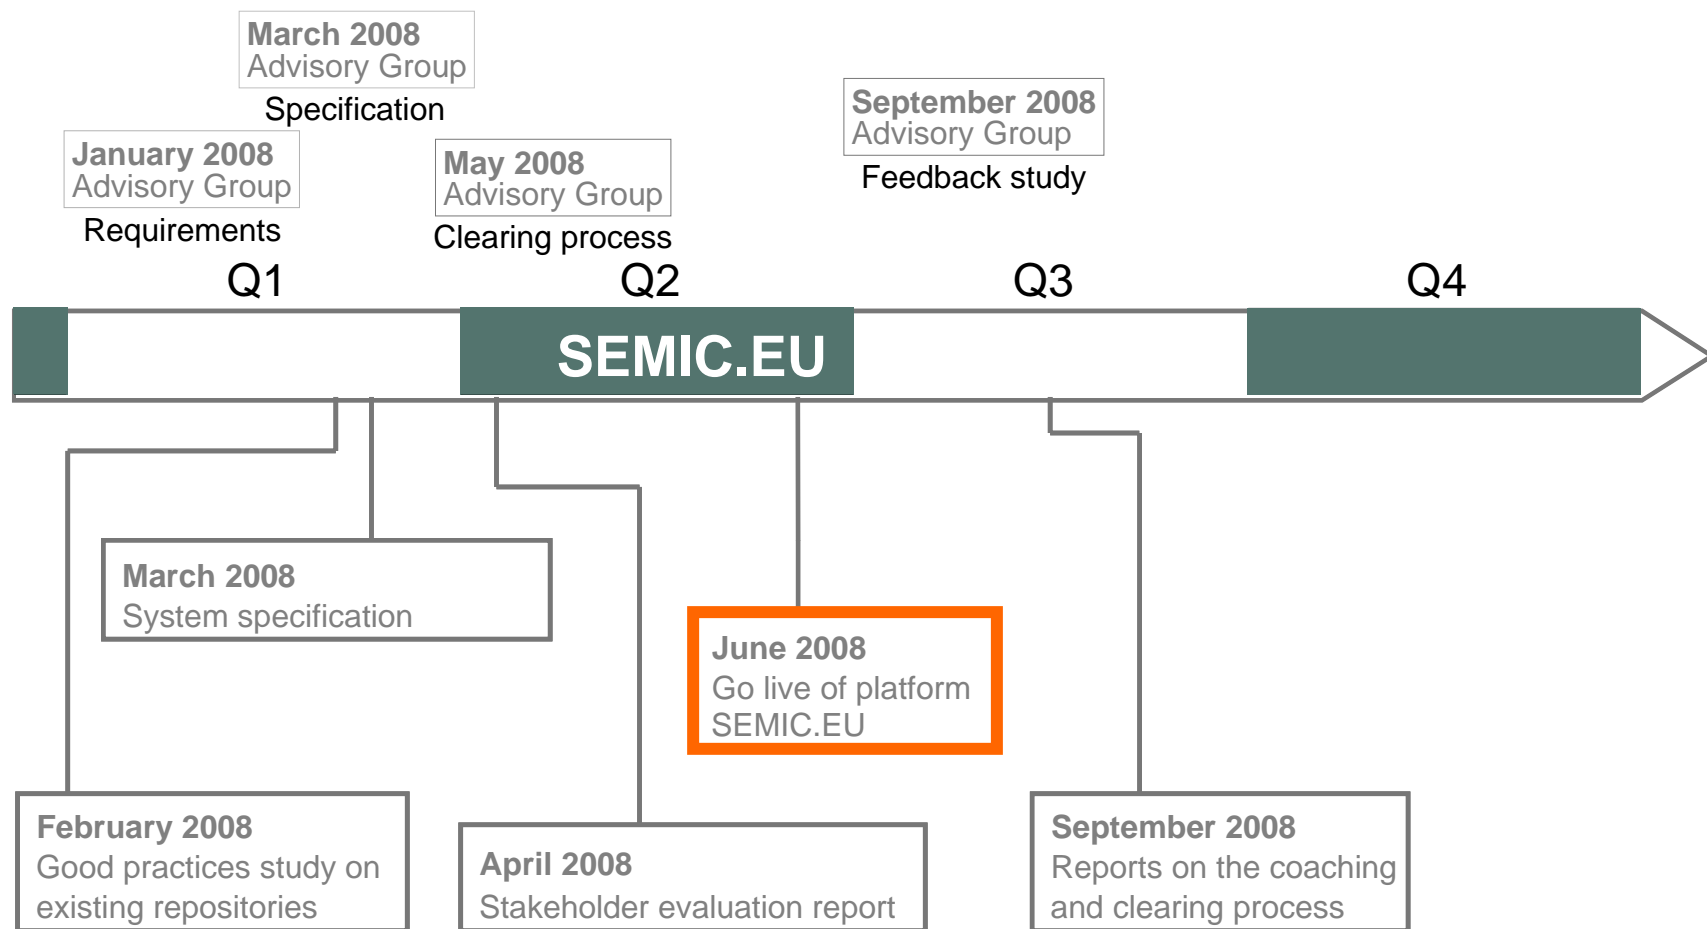 March 2008
Advisory Group
Specification
January 2008
Advisory Group
Requirements
May 2008
Advisory Group
Clearing process
September 2008
Advisory Group
Feedback study
Q1
Q2
Q3
Q4
SEMIC.EU
March 2008
System specification
June 2008
Go live of platform
SEMIC.EU
February 2008
Good practices study on
existing repositories
April 2008
Stakeholder evaluation report
September 2008
Reports on the coaching
and clearing process